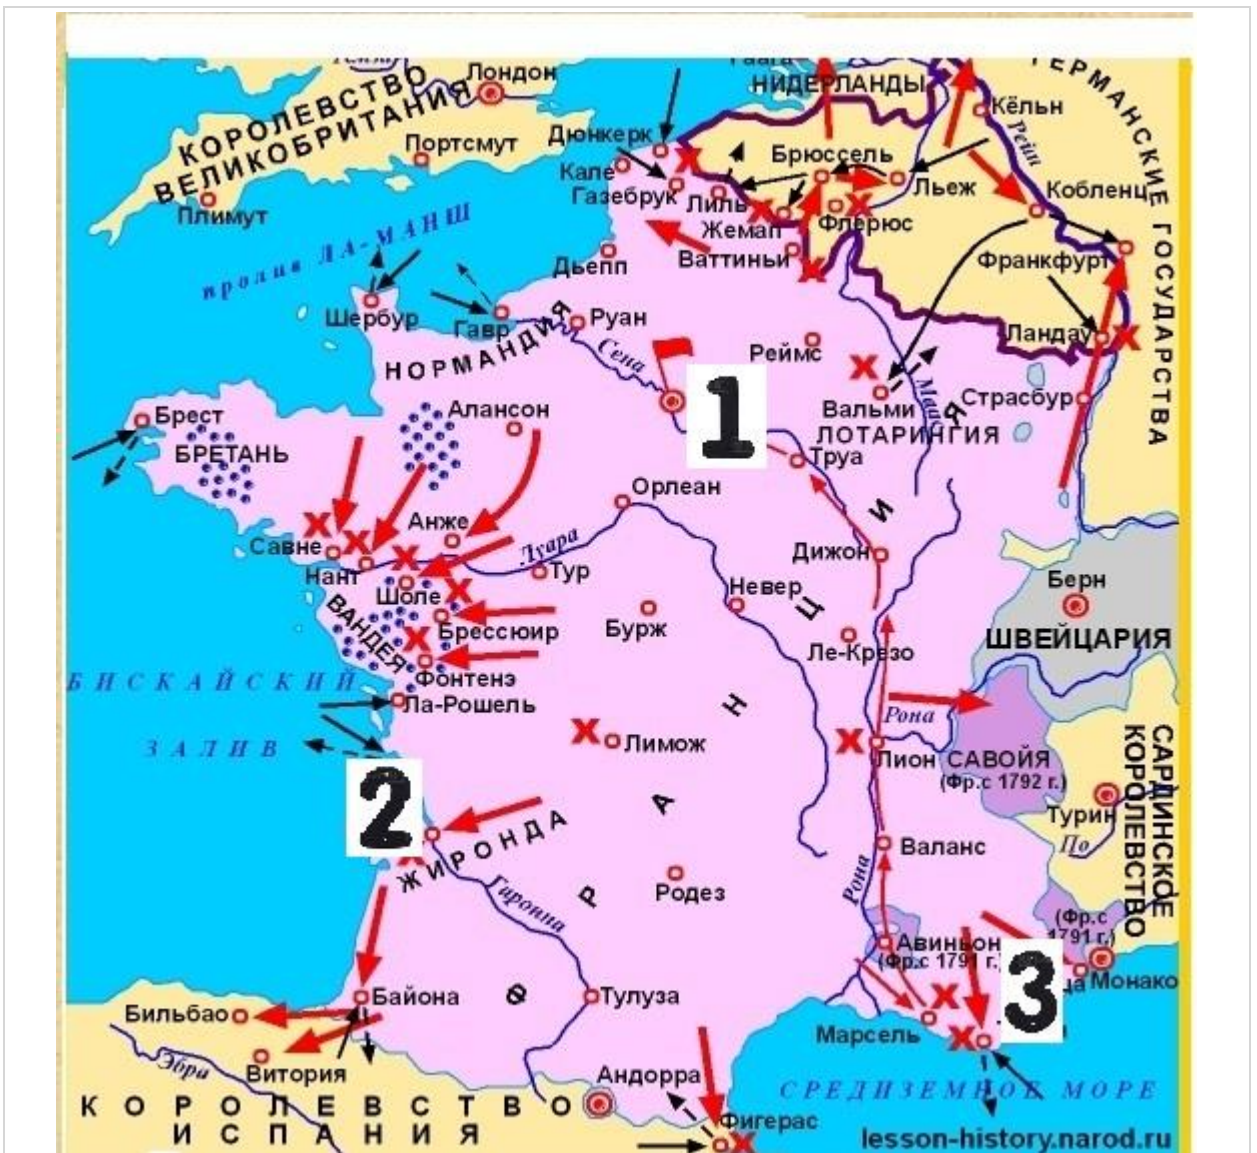 Лондон
КОРОЛЕВСТВО
ВЕЛИКОБРИТАНИЯ
Портсмут
Плимут
пролив ЛА-МАНШ
Гаага
НИДЕРЛАНДЫ
ГЕРМАНСКИЕ ГОСУДАРСТВА
Кёльн
Рейн
Дюнкерк
Кале
Газебрук
Брюссель
Льеж
Кобленц
Лиль
Жемап
Флёрюс
Ваттиньи
Франкфурт
Дьепп
Шербур
Гавр
Руан
НОРМАНДИЯ
Сена
Реймс
Ландау
Вальми
Маас
Страсбур
ЛОТАРИНГИЯ
1
Брест
БРЕТАНЬ
Алансон
Труа
Орлеан
Анже
Луара
Савне
Нант
Тур
Дижон
Шоле
Невер
Берн
ВАНДЕЯ
Брессюир
Бурж
Ле-Крезо
ШВЕЙЦАРИЯ
Фонтенэ
БИСКАЙСКИЙ
ЗАЛИВ
Ла-Рошель
Рона
Лимож
Лион
САВОЙЯ
(Фр.с 1792 г.)
САРДИНСКОЕ
КОРОЛЕВСТВО
Турин
По
2
ЖИРОНДА
ФРАНЦИЯ
Валанс
Гаронна
Родез
Рона
Авиньон
(Фр.с 1791 г.)
(Фр.с
1791 г.)
3
ца
Монако
Байона
Тулуза
Бильбао
Марсель
Эбра
Витория
Андорра
СРЕДИЗЕМНОЕ МОРЕ
КОРОЛЕВСТВО
ИСПАНИЯ
Фигерас
lesson-history.narod.ru